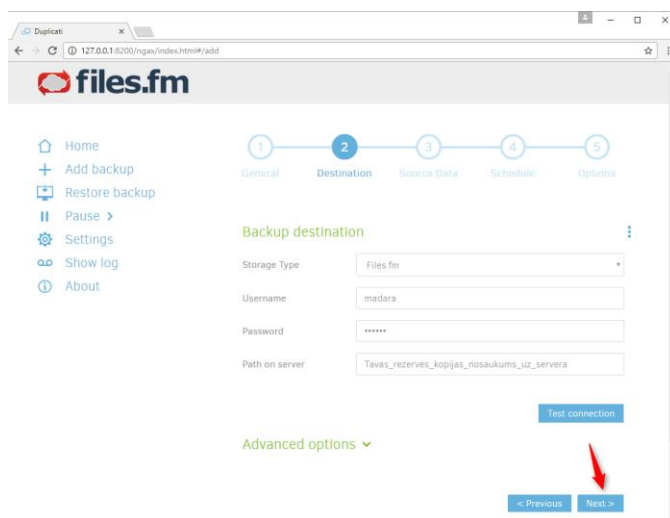 Duplicati
127.0.0.1:8200/ngax/index.html#/add
files.fm
Home
Add backup
Restore backup
Pause >
Settings
Show log
About
1 2 3 4 5
General Destination Source Data Schedule Options
Backup destination
Storage Type Files.fm
Username madara
Password ••••••
Path on server Tavas_rezerves_kopijas_nosaukums_uz_servera
Test connection
Advanced options
< Previous Next >